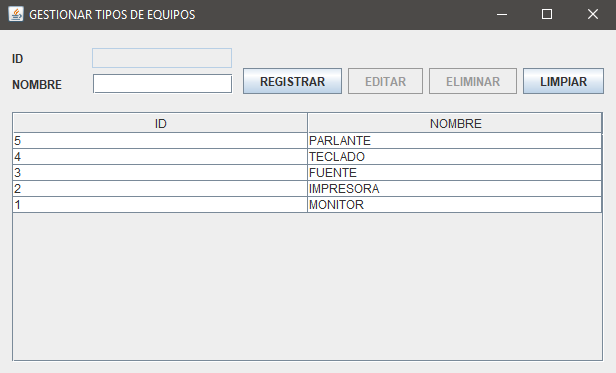 GESTIONAR TIPOS DE EQUIPOS
ID
NOMBRE REGISTRAR EDITAR ELIMINAR LIMPIAR
ID NOMBRE
5 PARLANTE
4 TECLADO
3 FUENTE
2 IMPRESORA
1 MONITOR